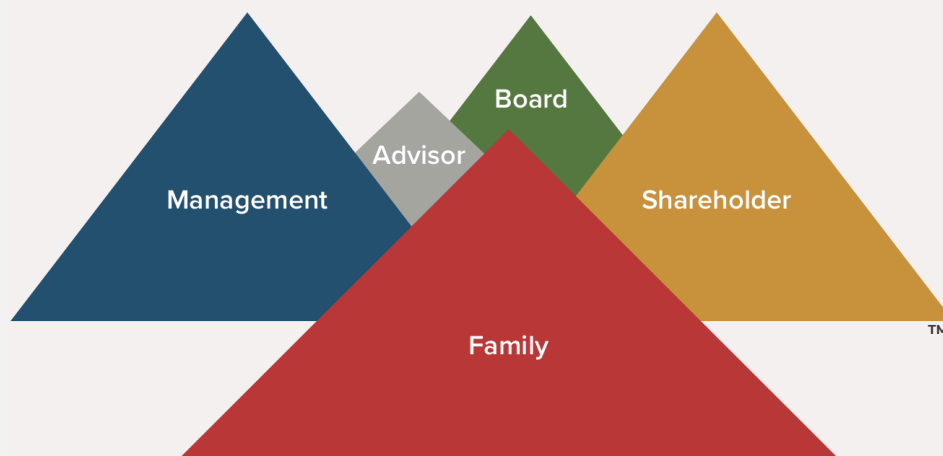 Board
Advisor
Management
Shareholder
TM
Family